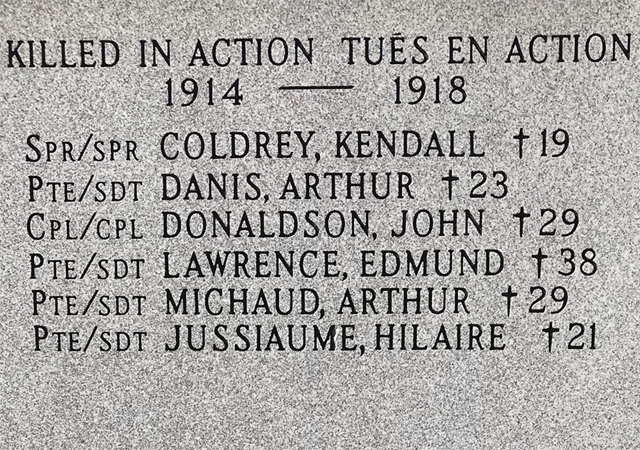 KILLED IN ACTION TUÉS EN ACTION
1914 — 1918
SPR/SPR COLDREY, KENDALL †19
PTE/SDT DANIS, ARTHUR †23
CPL/CPL DONALDSON, JOHN †29
PTE/SDT LAWRENCE, EDMUND †38
PTE/SDT MICHAUD, ARTHUR †29
PTE/SDT JUSSIAUME, HILAIRE †21